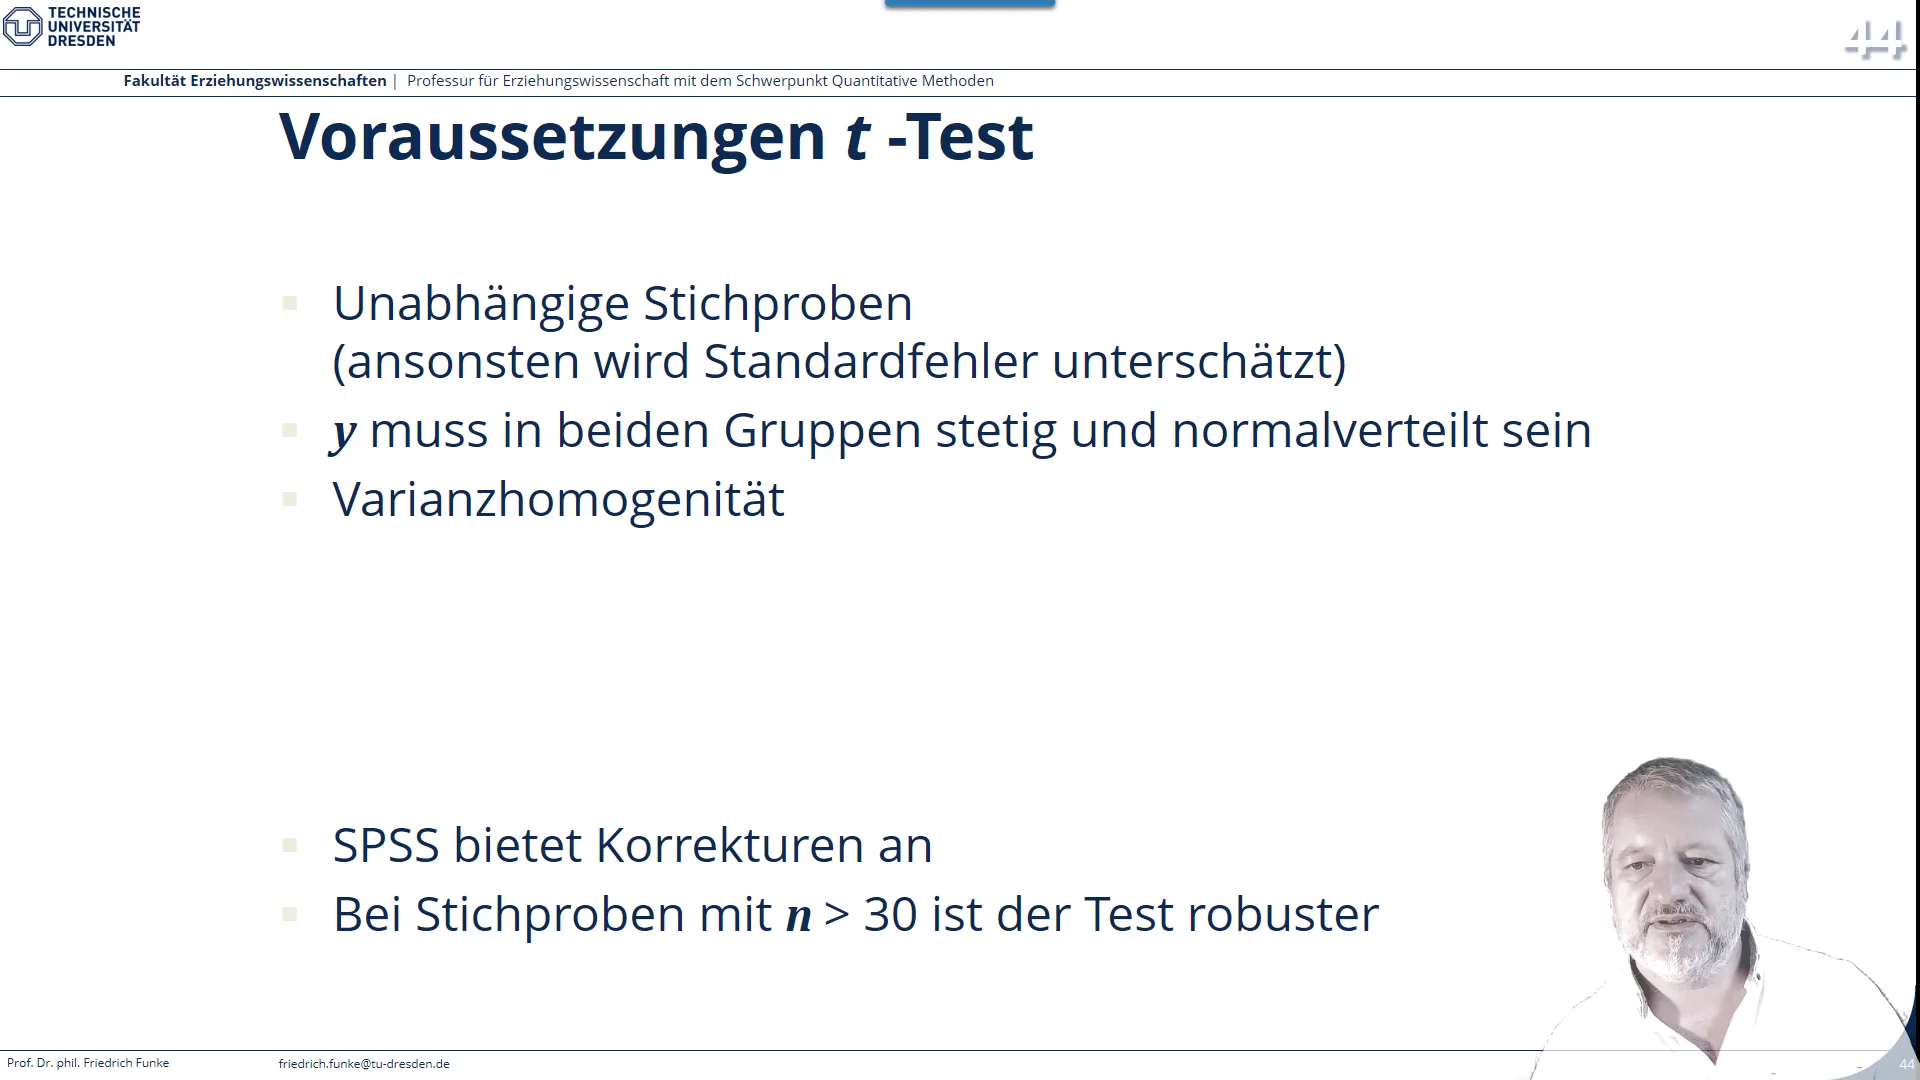 TECHNISCHE
UNIVERSITÄT
DRESDEN
44
Fakultät Erziehungswissenschaften | Professur für Erziehungswissenschaft mit dem Schwerpunkt Quantitative Methoden
Voraussetzungen t -Test
Unabhängige Stichproben
(ansonsten wird Standardfehler unterschätzt)
y muss in beiden Gruppen stetig und normalverteilt sein
Varianzhomogenität
SPSS bietet Korrekturen an
Bei Stichproben mit n > 30 ist der Test robuster
Prof. Dr. phil. Friedrich Funke
friedrich.funke@tu-dresden.de
44